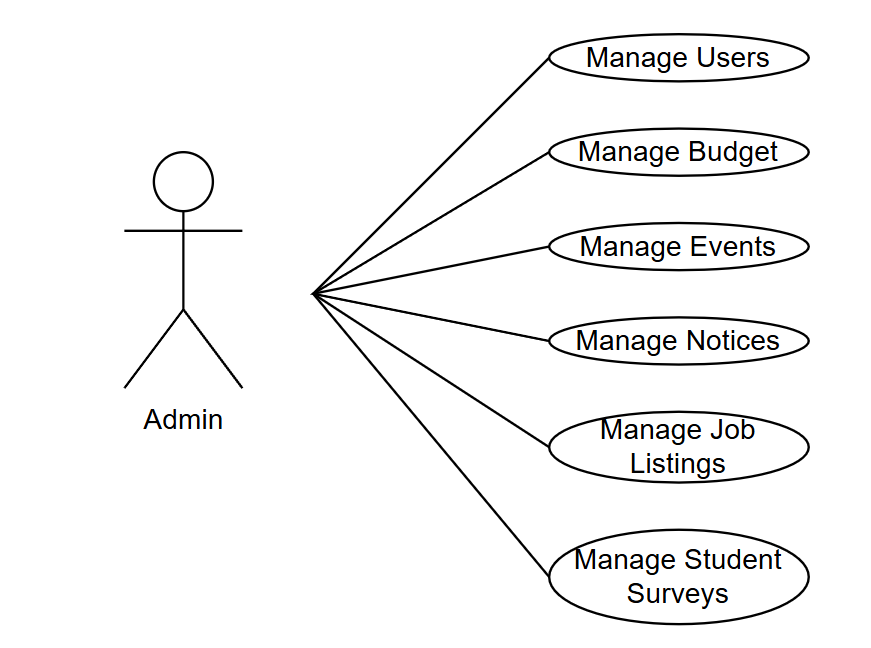 Manage Users
Manage Budget
Manage Events
Manage Notices
Admin
Manage Job
Listings
Manage Student
Surveys